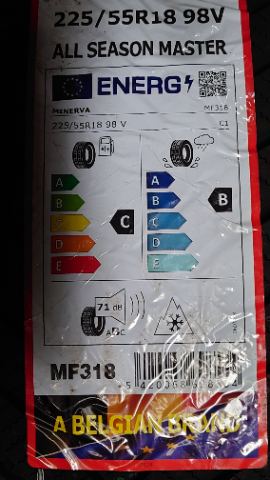 225/55R18 98V
ALL SEASON MASTER
ENERG
MINERVA MF318
225/55R18 98 V C1
A A
B B B
C C C
D D
E E
71 dB
ABC
MF318
A BELGIAN BRAND